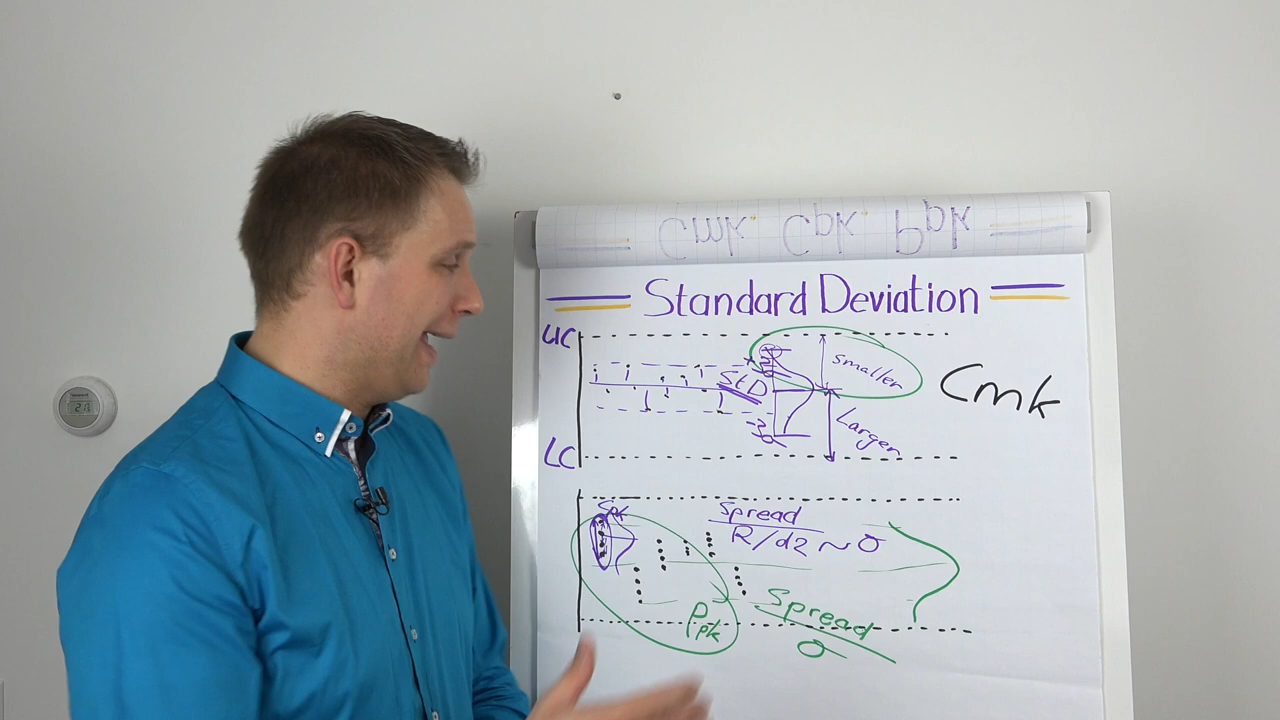 Cmk Cpk Ppk
Standard Deviation
UC
smaller
StD
Cmk
Larger
LC
Spread
R/d2 ~ σ
Ppk
Spread
σ